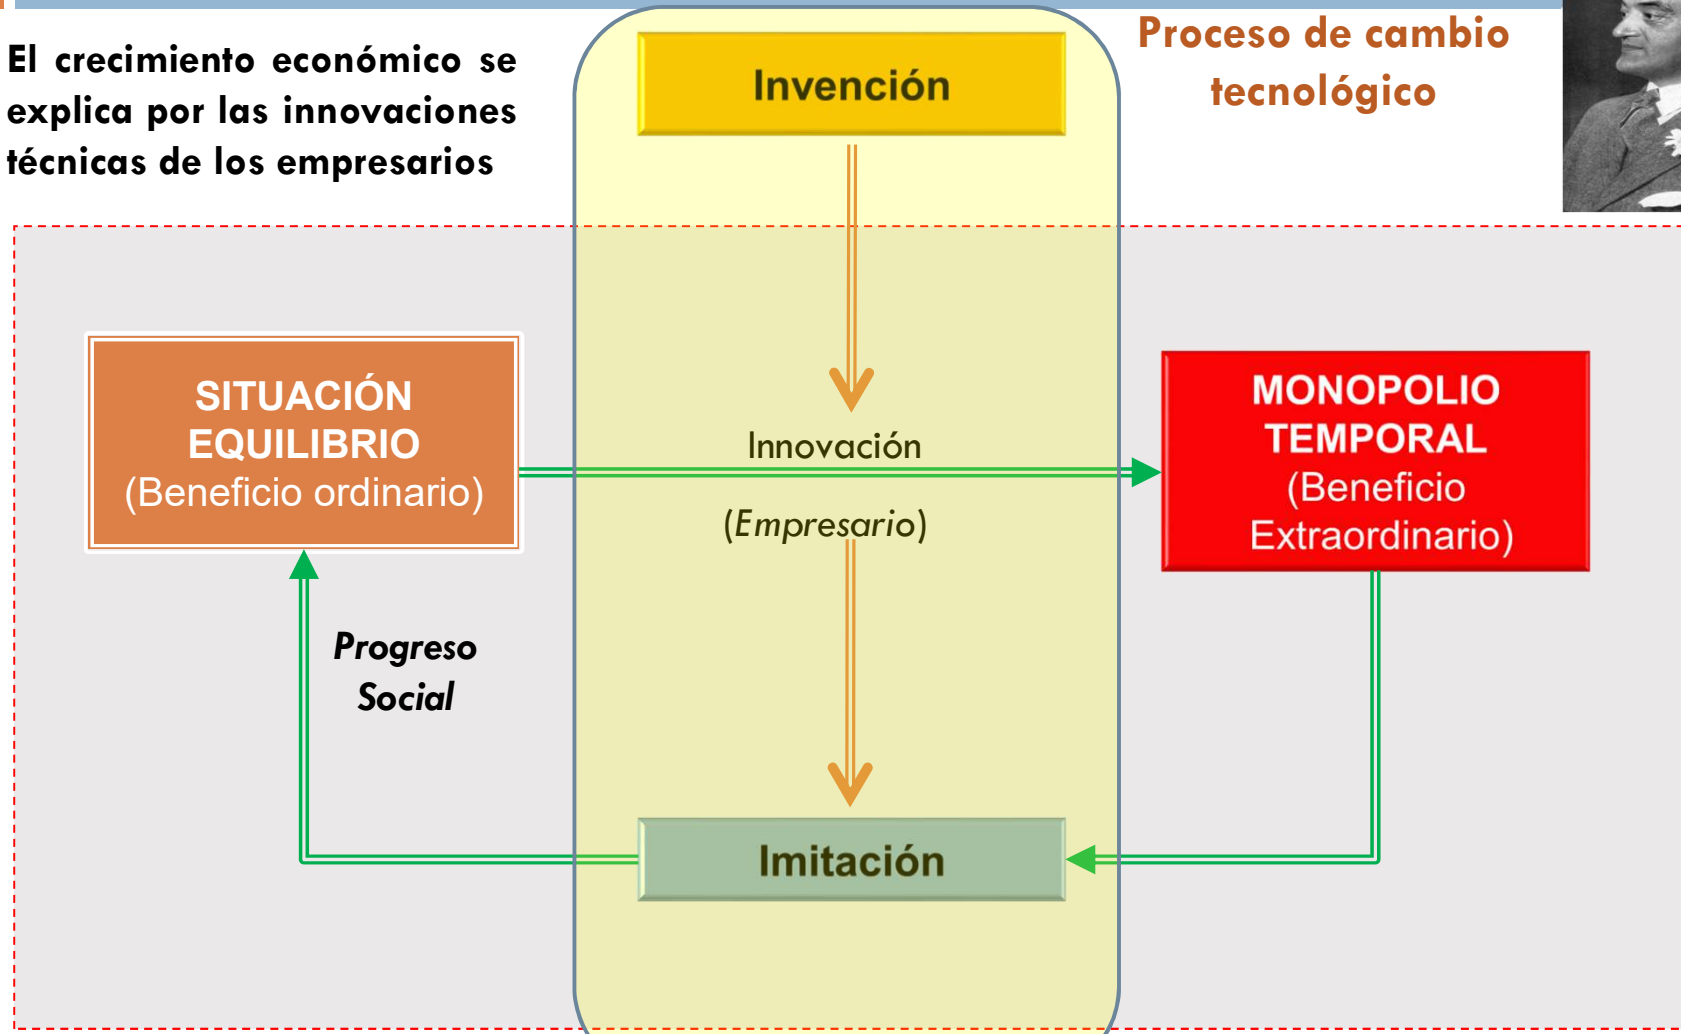 El crecimiento económico se
explica por las innovaciones
técnicas de los empresarios
Invención
Proceso de cambio
tecnológico
SITUACIÓN
EQUILIBRIO
(Beneficio ordinario)
Innovación
(Empresario)
MONOPOLIO
TEMPORAL
(Beneficio
Extraordinario)
Progreso
Social
Imitación